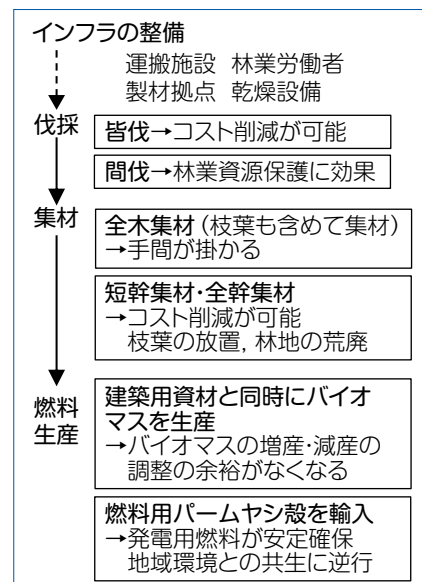 インフラの整備
運搬施設 林業労働者
製材拠点 乾燥設備
伐採
皆伐→コスト削減が可能
間伐→林業資源保護に効果
集材
全木集材(枝葉も含めて集材)
→手間が掛かる
短幹集材・全幹集材
→コスト削減が可能
枝葉の放置, 林地の荒廃
燃料
生産
建築用資材と同時にバイオ
マスを生産
→バイオマスの増産・減産の
調整の余裕がなくなる
燃料用パームヤシ殻を輸入
→発電用燃料が安定確保
地域環境との共生に逆行